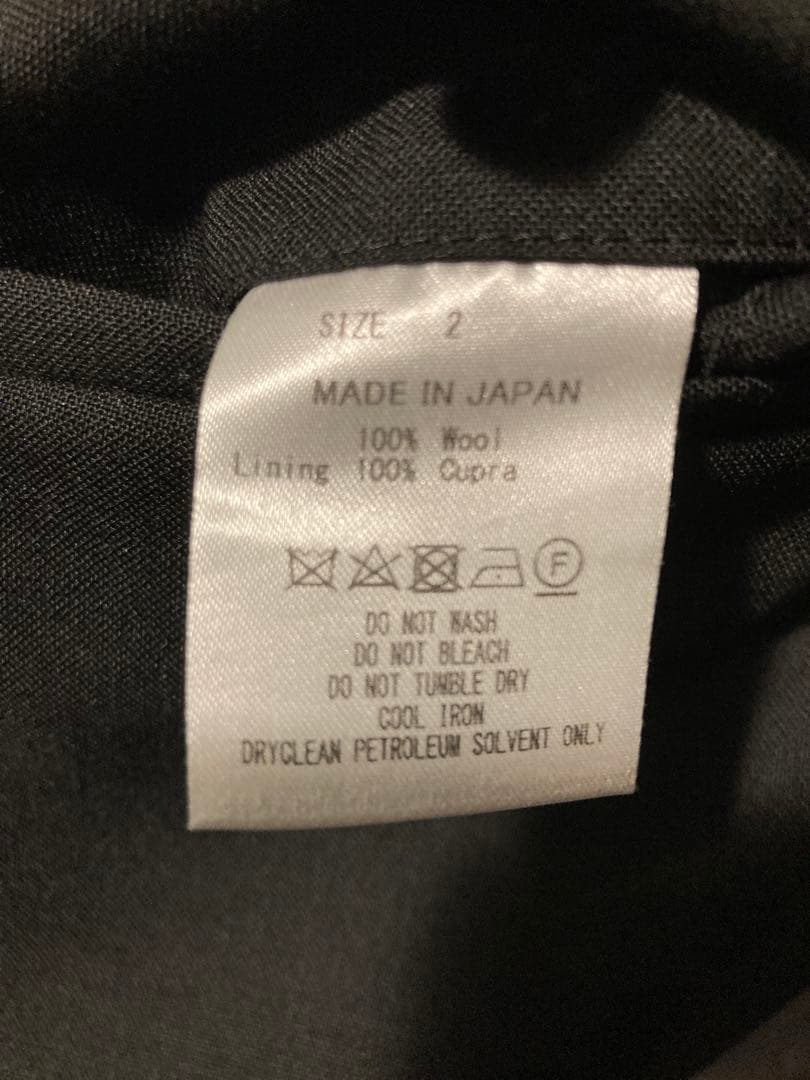 SIZE 2
MADE IN JAPAN
100% Wool
Lining 100% Cupra
F
DO NOT WASH
DO NOT BLEACH
DO NOT TUMBLE DRY
COOL IRON
DRYCLEAN PETROLEUM SOLVENT ONLY